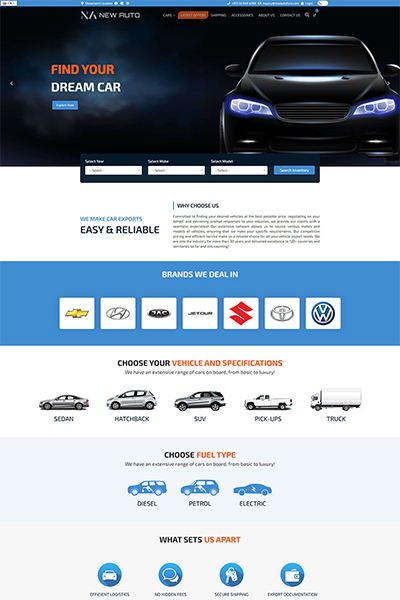 EN
NEW AUTO
CARS
LATEST OFFERS
SHIPPING
ACCESSORIES
ABOUT US
CONTACT US
Login
FIND YOUR
DREAM CAR
Explore Now
Select Year
Select Make
Select Model
- Select -
- Select -
- Select -
Search Inventory
WE MAKE CAR EXPORTS
EASY & RELIABLE
WHY CHOOSE US
Committed to finding your desired vehicles at the best possible price, negotiating on your
behalf, and delivering prompt responses to your inquiries, we provide our clients with a
seamless experience! Our extensive network allows us to source various makes and
models of all vehicles, ensuring that we meet your specific requirements. Our competitive
pricing and efficient service make us a reliable choice for all your vehicle import needs. We
are into the industry for more than 30 years and delivered excellence to 120+ countries and
territories so far and still counting!
BRANDS WE DEAL IN
JAC
JETOUR
TOYOTA
CHOOSE YOUR VEHICLE AND SPECIFICATIONS
We have an extensive range of cars on board, from basic to luxury!
SEDAN
HATCHBACK
SUV
PICK-UPS
TRUCK
CHOOSE FUEL TYPE
We have an extensive range of cars on board, from basic to luxury!
DIESEL
PETROL
ELECTRIC
WHAT SETS US APART
EFFICIENT LOGISTICS
NO HIDDEN FEES
SECURE SHIPPING
EXPORT DOCUMENTATION